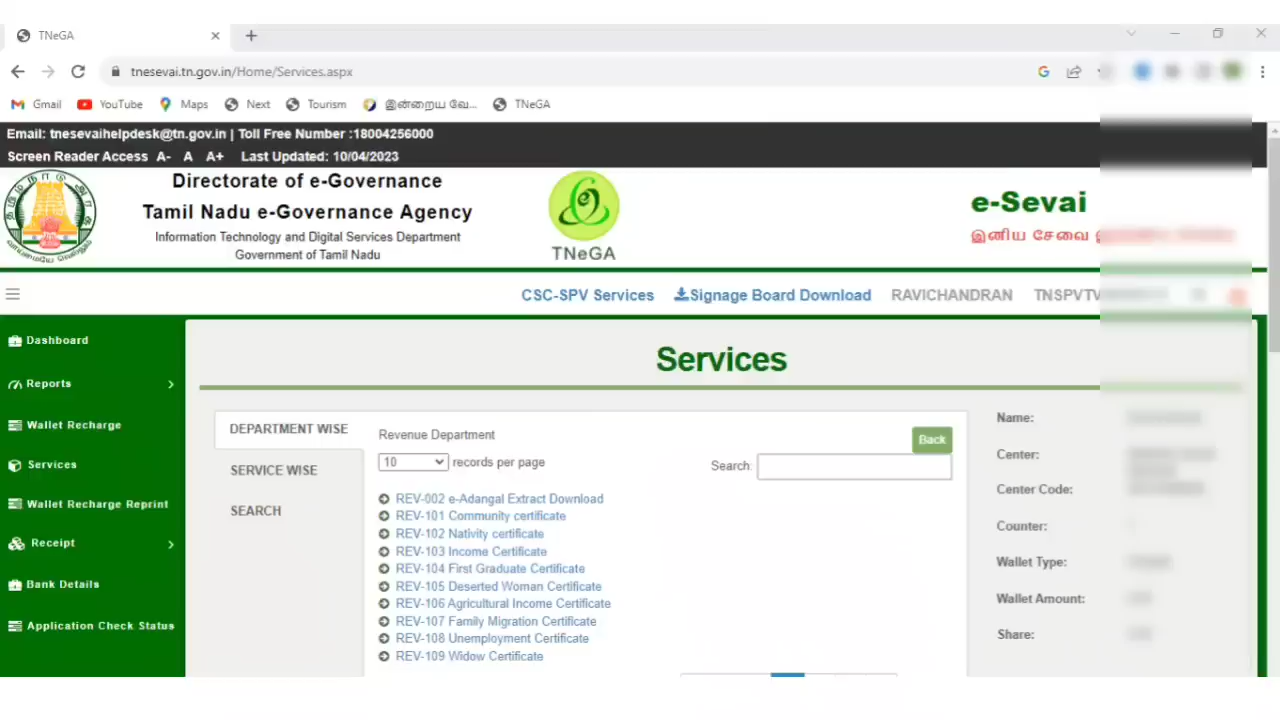 TNeGA
tnesevai.tn.gov.in/Home/Services.aspx
Gmail YouTube Maps Next Tourism இன்றைய வே... TNeGA
Email: tnesevaihelpdesk@tn.gov.in | Toll Free Number :18004256000
Screen Reader Access A- A A+ Last Updated: 10/04/2023
Directorate of e-Governance
Tamil Nadu e-Governance Agency
Information Technology and Digital Services Department
Government of Tamil Nadu
TNeGA
e-Sevai
இனிய சேவை
CSC-SPV Services Signage Board Download RAVICHANDRAN
Dashboard
Reports
Wallet Recharge
Services
Wallet Recharge Reprint
Receipt
Bank Details
Application Check Status
Services
DEPARTMENT WISE
SERVICE WISE
SEARCH
Revenue Department
Back
10 records per page
Search:
REV-002 e-Adangal Extract Download
REV-101 Community certificate
REV-102 Nativity certificate
REV-103 Income Certificate
REV-104 First Graduate Certificate
REV-105 Deserted Woman Certificate
REV-106 Agricultural Income Certificate
REV-107 Family Migration Certificate
REV-108 Unemployment Certificate
REV-109 Widow Certificate
Name:
Center:
Center Code:
Counter:
Wallet Type:
Wallet Amount:
Share: